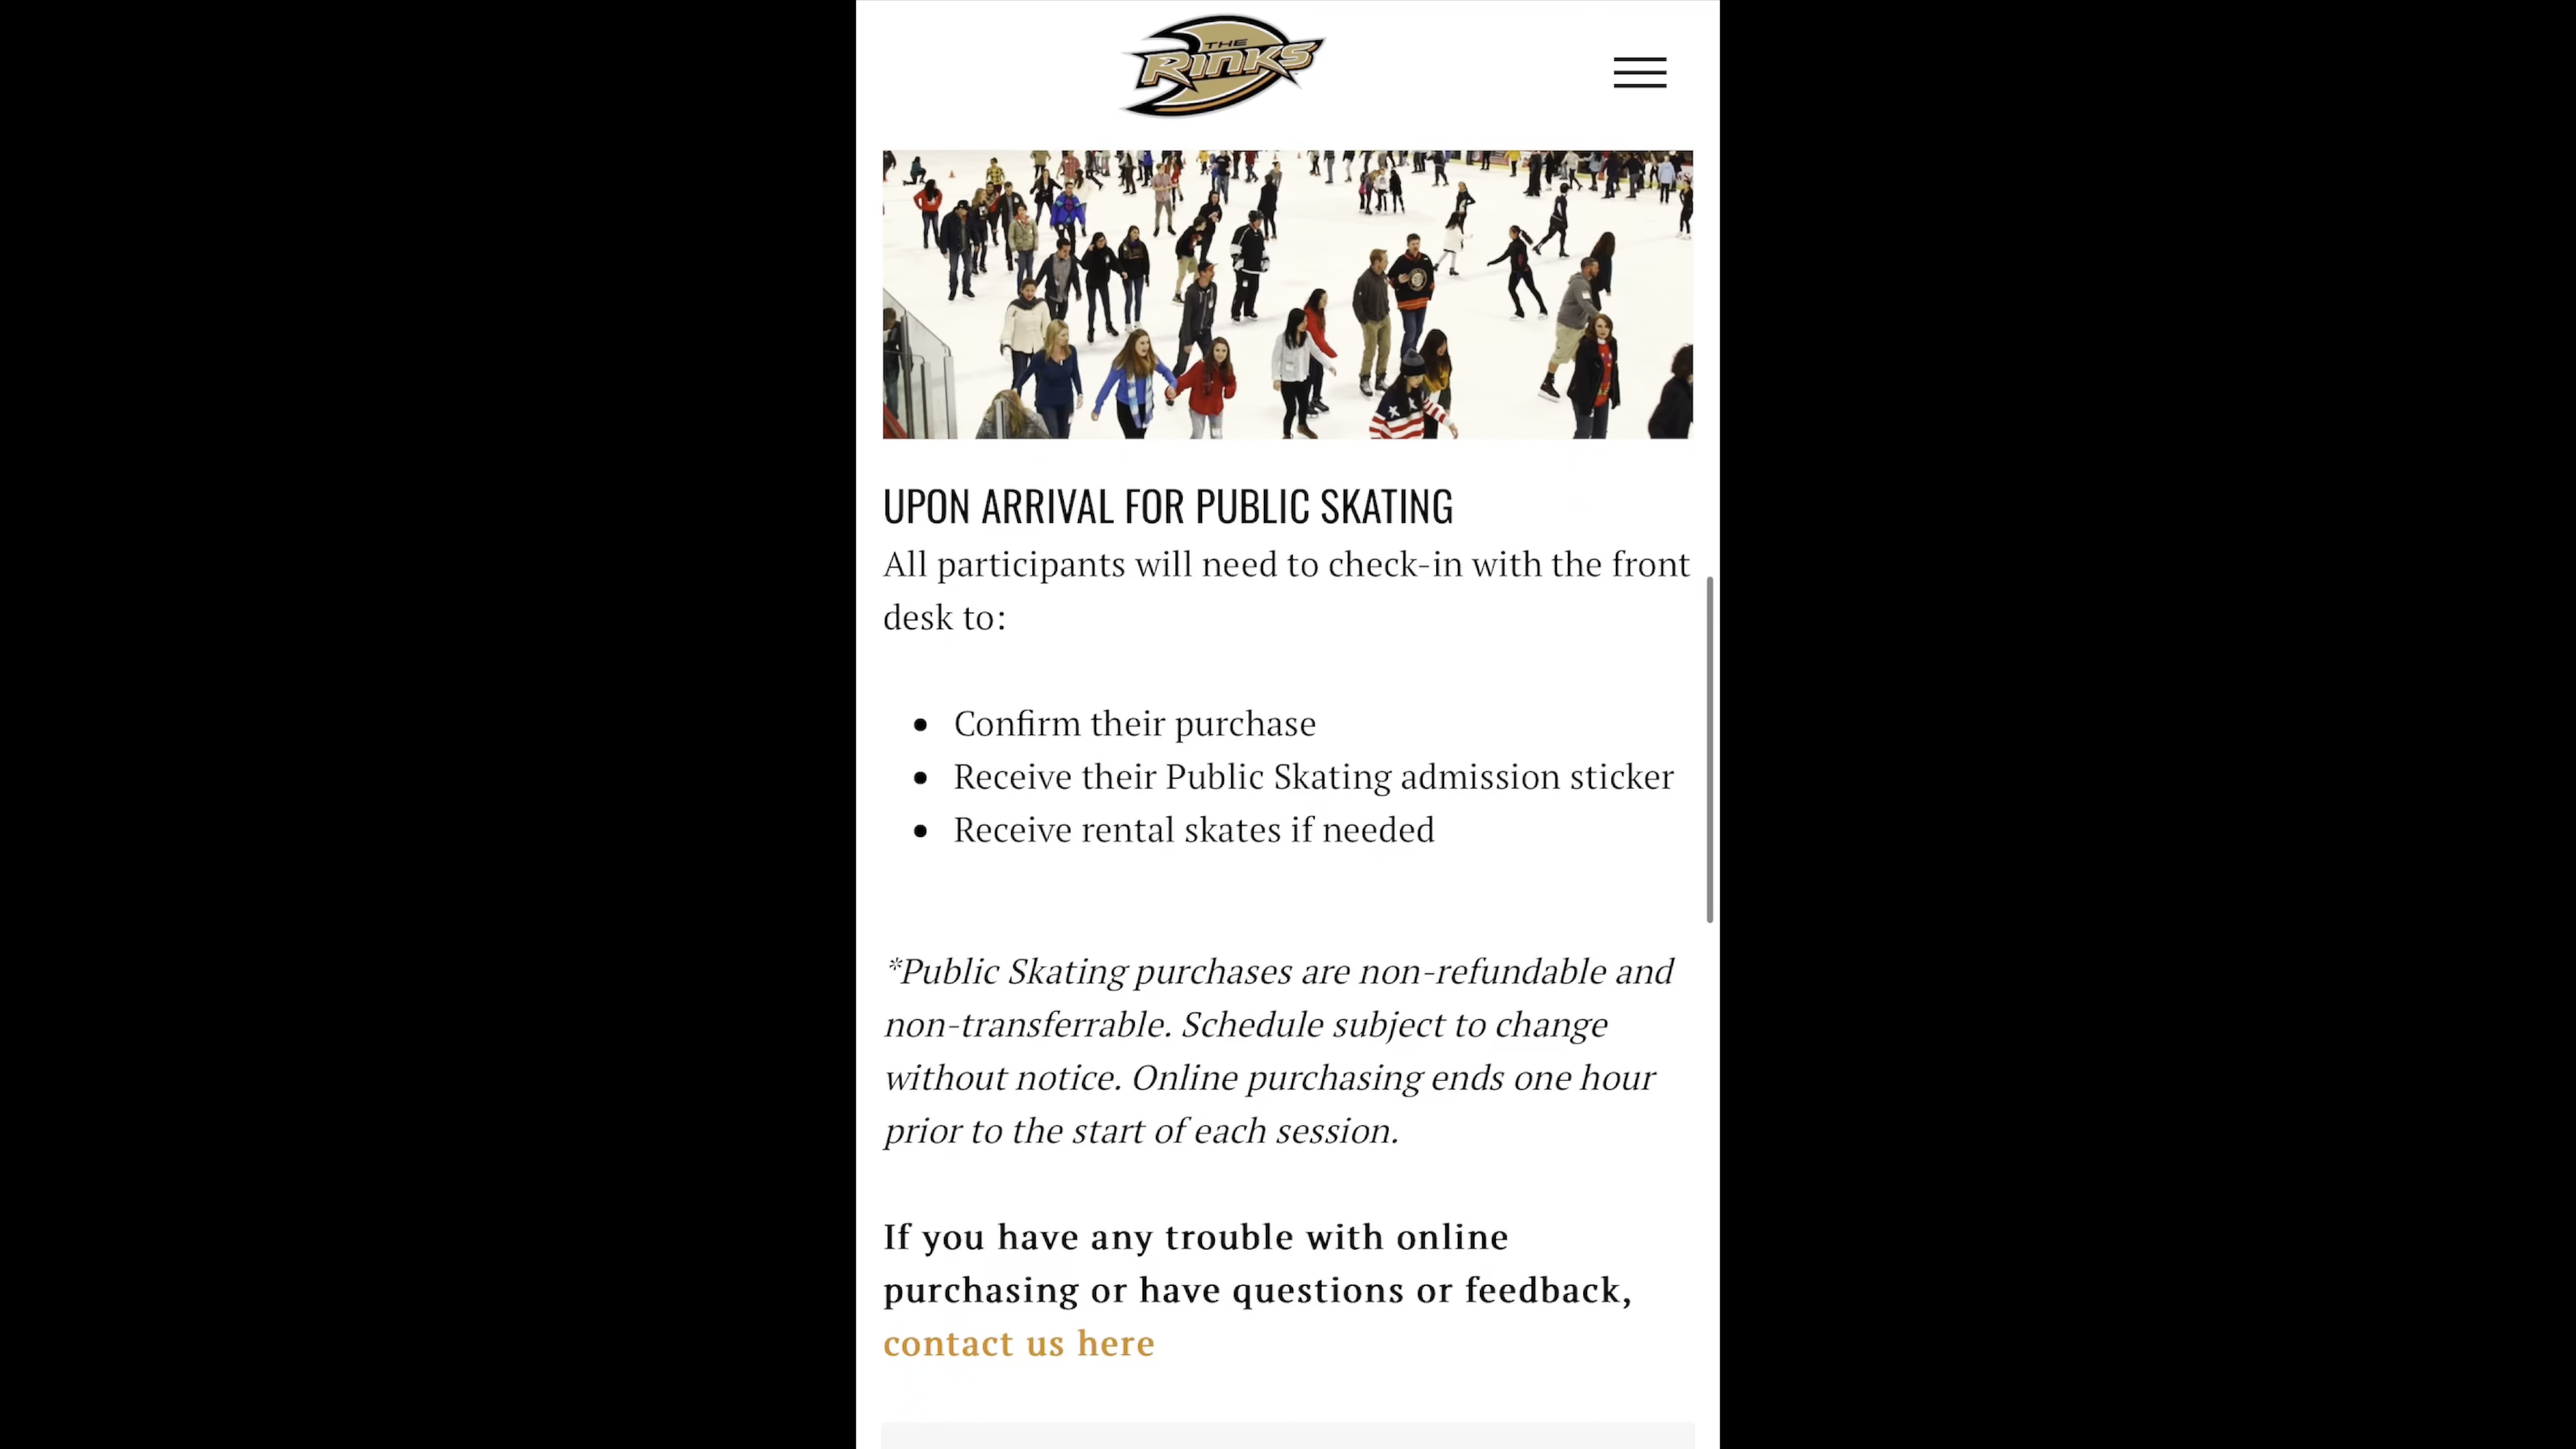 THE
RINKS
UPON ARRIVAL FOR PUBLIC SKATING
All participants will need to check-in with the front
desk to:
• Confirm their purchase
• Receive their Public Skating admission sticker
• Receive rental skates if needed
*Public Skating purchases are non-refundable and
non-transferrable. Schedule subject to change
without notice. Online purchasing ends one hour
prior to the start of each session.
If you have any trouble with online
purchasing or have questions or feedback,
contact us here